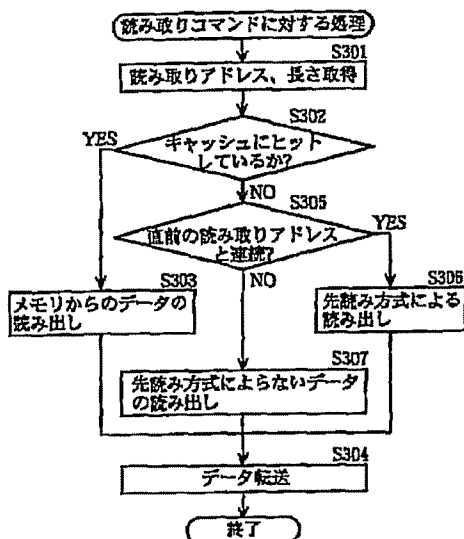 読み取りコマンドに対する処理
S301
読み取りアドレス、長さ取得
S302
YES
キャッシュにヒット
しているか?
NO
S305
YES
直前の読み取りアドレス
と連続?
S303
NO
S306
メモリからのデータの
読み出し
先読み方式による
読み出し
S307
先読み方式によらないデータ
の読み出し
S304
データ転送
終了